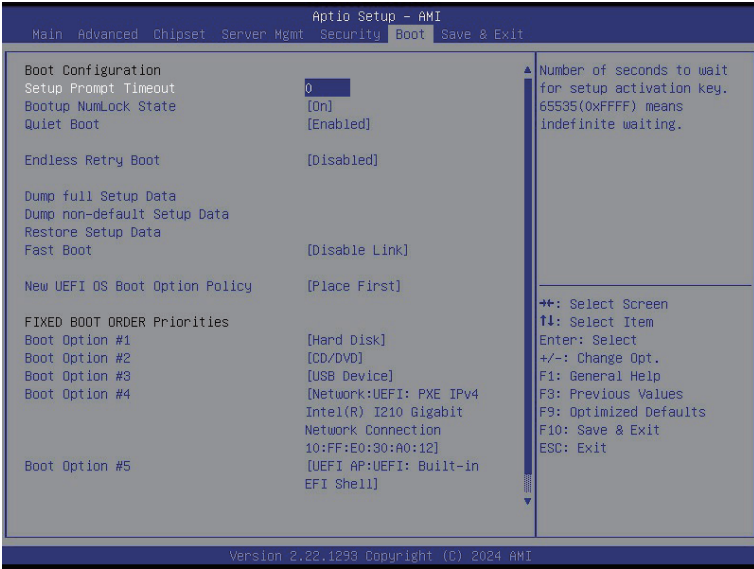 Aptio Setup - AMI
Main Advanced Chipset Server Mgmt Security Boot Save & Exit
Boot Configuration
Setup Prompt Timeout 0
Bootup NumLock State [On]
Quiet Boot [Enabled]
Endless Retry Boot [Disabled]
Dump full Setup Data
Dump non-default Setup Data
Restore Setup Data
Fast Boot [Disable Link]
New UEFI OS Boot Option Policy [Place First]
FIXED BOOT ORDER Priorities
Boot Option #1 [Hard Disk]
Boot Option #2 [CD/DVD]
Boot Option #3 [USB Device]
Boot Option #4 [Network:UEFI: PXE IPv4
Intel(R) I210 Gigabit
Network Connection
10:FF:E0:30:A0:12]
Boot Option #5 [UEFI AP:UEFI: Built-in
EFI Shell]
Number of seconds to wait
for setup activation key.
65535(0xFFFF) means
indefinite waiting.
→←: Select Screen
↑↓: Select Item
Enter: Select
+/-: Change Opt.
F1: General Help
F3: Previous Values
F9: Optimized Defaults
F10: Save & Exit
ESC: Exit
Version 2.22.1293 Copyright (C) 2024 AMI